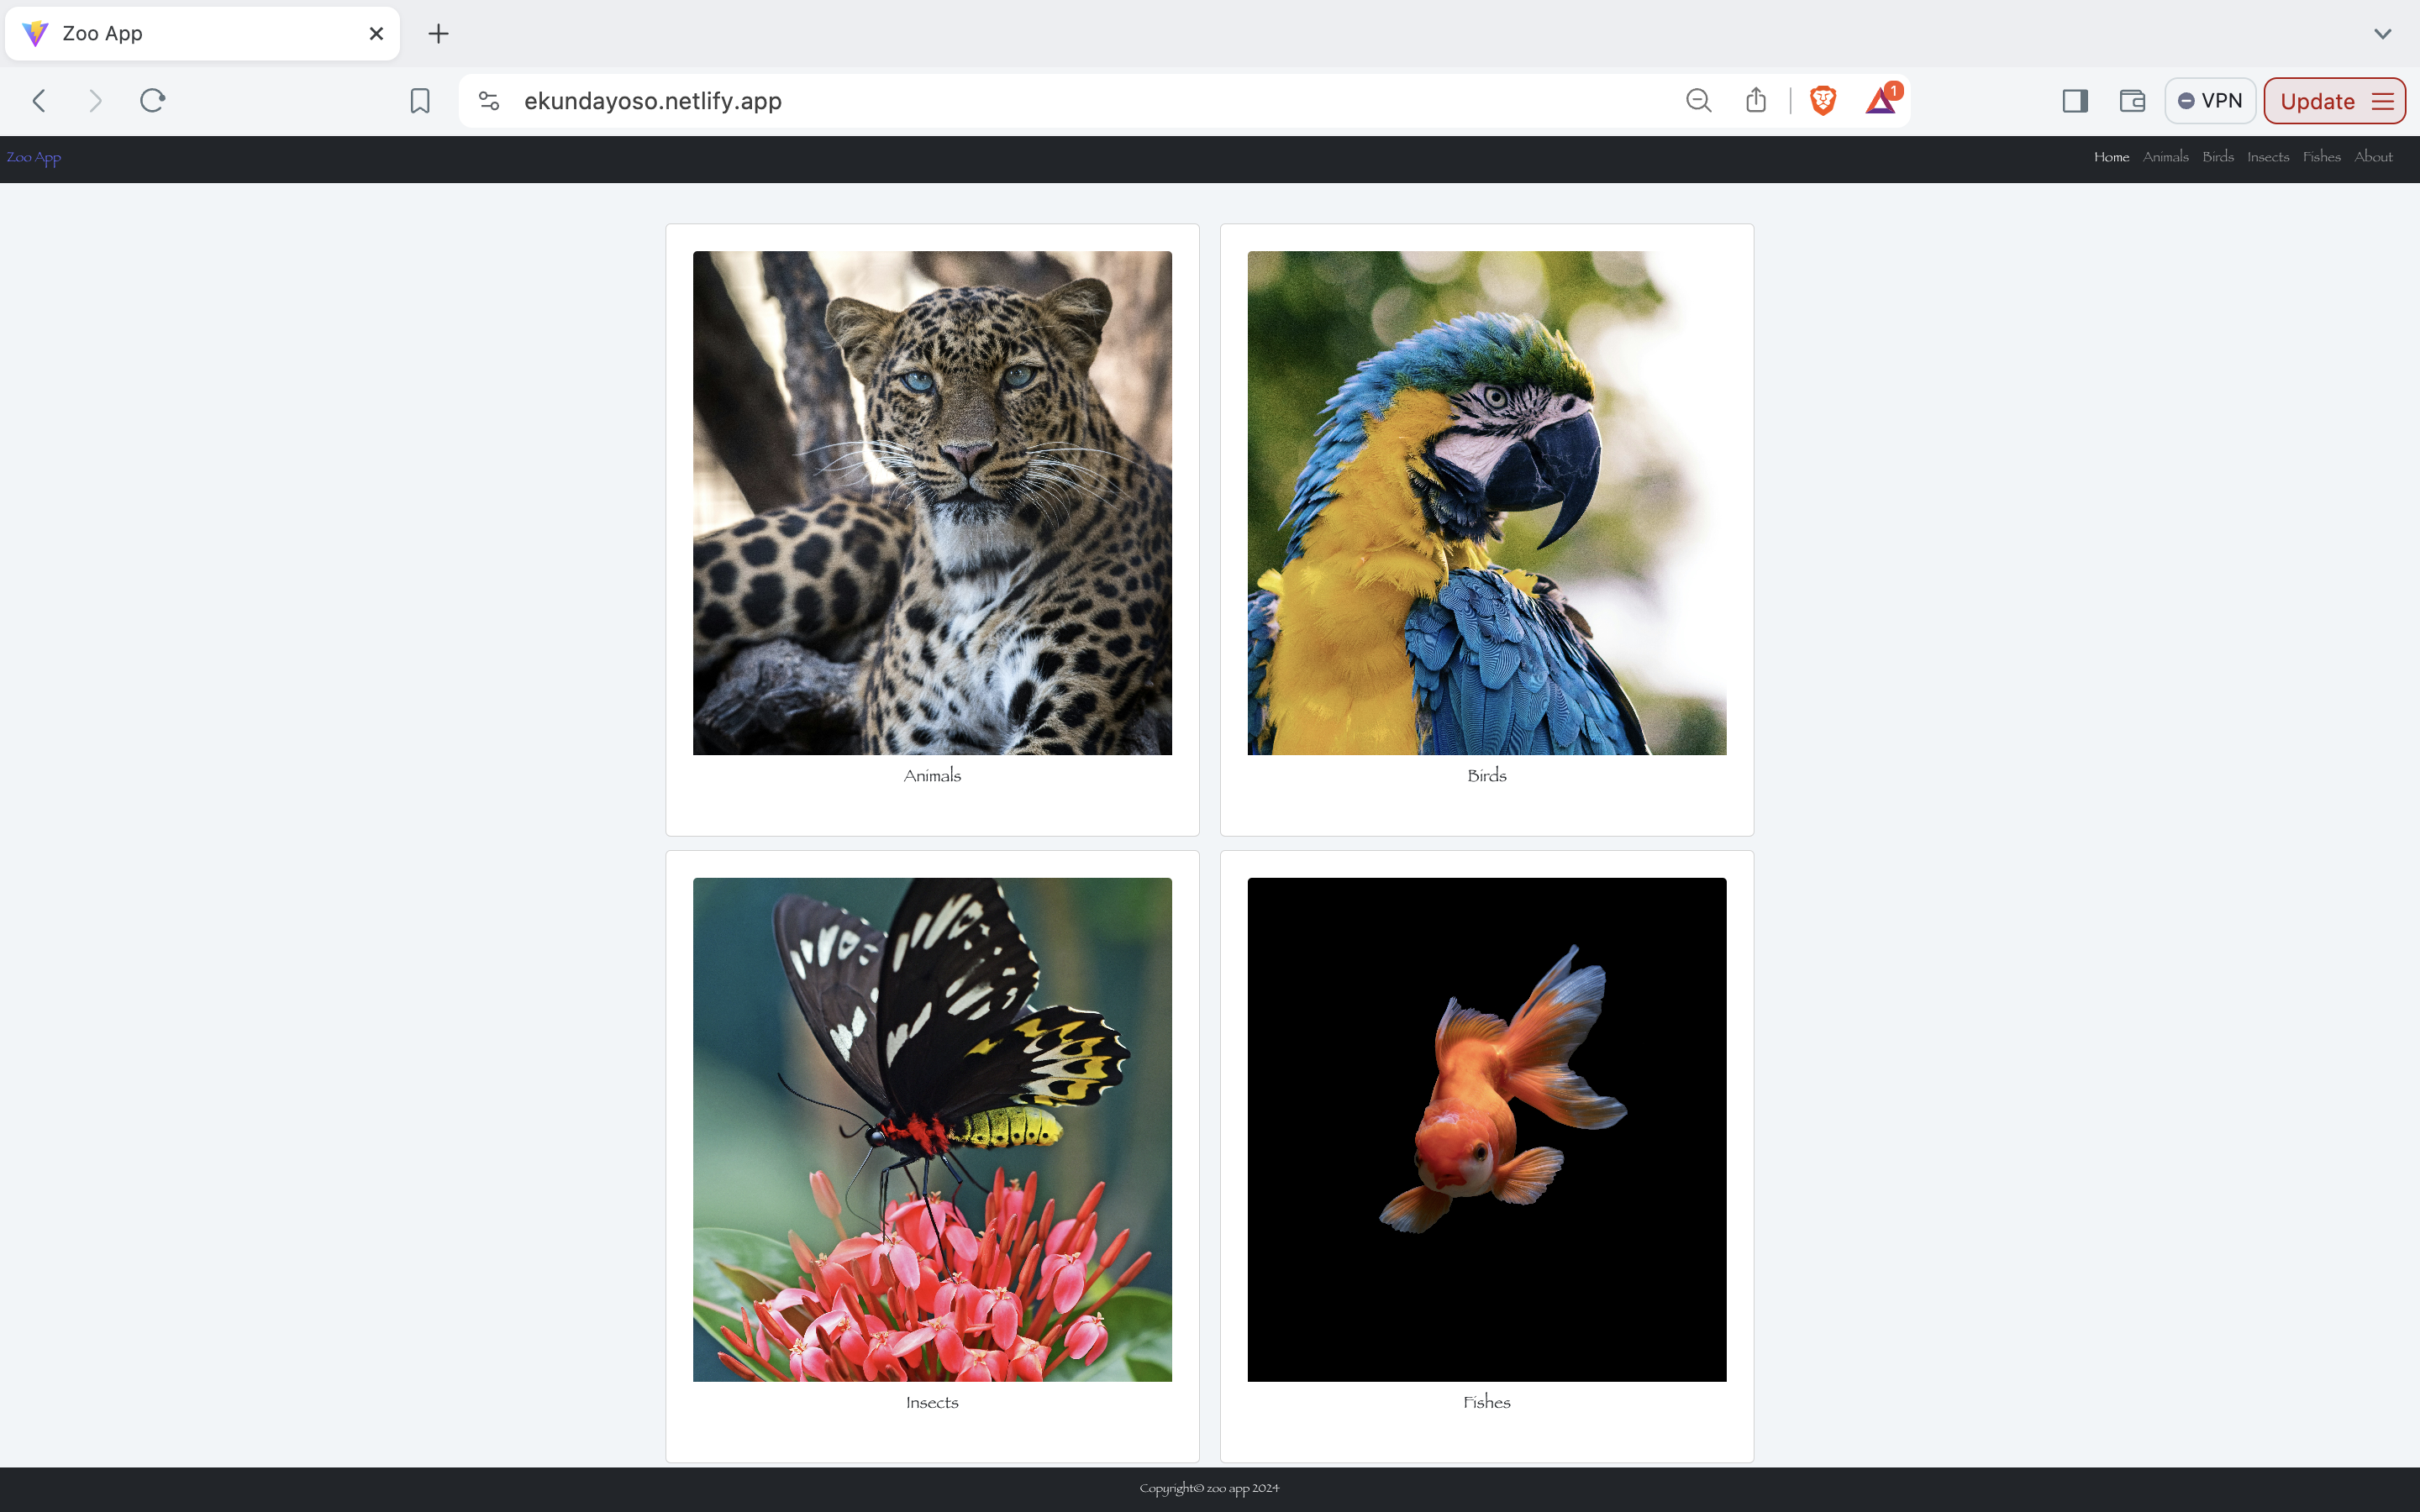 Zoo App
ekundayoso.netlify.app
1
VPN
Update
Zoo App
Home Animals Birds Insects Fishes About
Animals
Birds
Insects
Fishes
Copyright© zoo app 2024